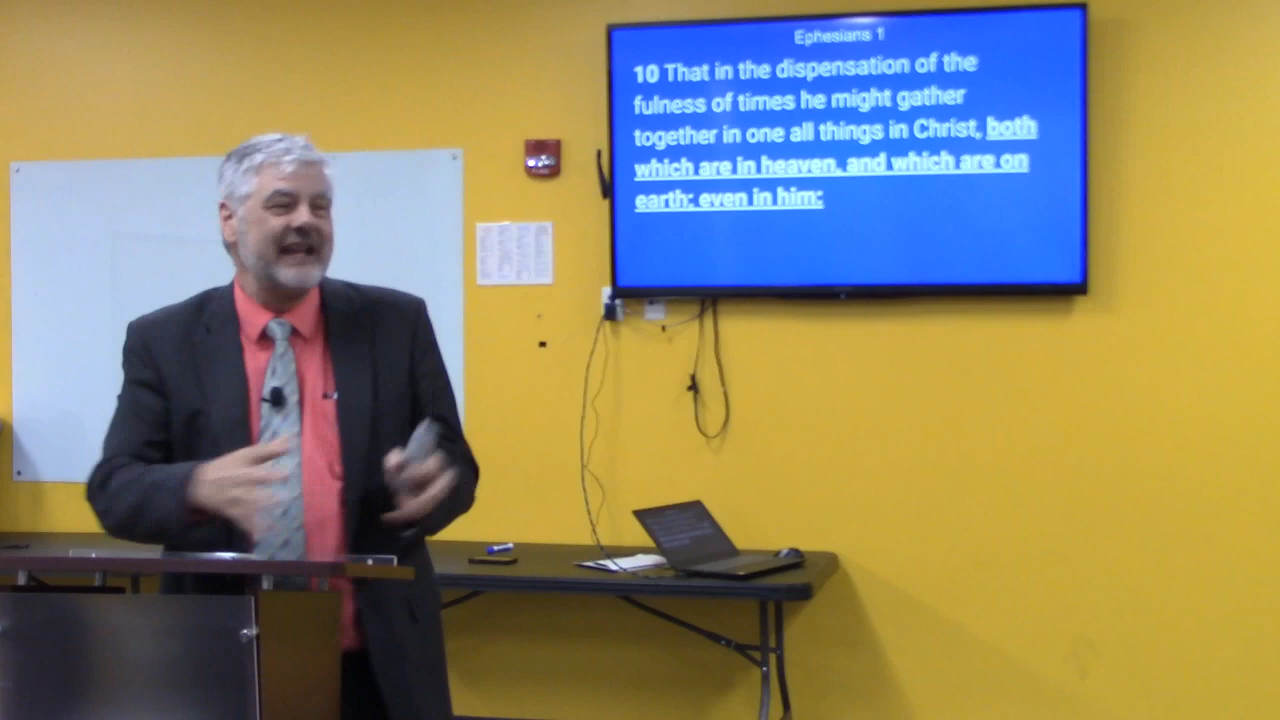 Ephesians 1
10 That in the dispensation of the
fulness of times he might gather
together in one all things in Christ, both
which are in heaven, and which are on
earth; even in him: